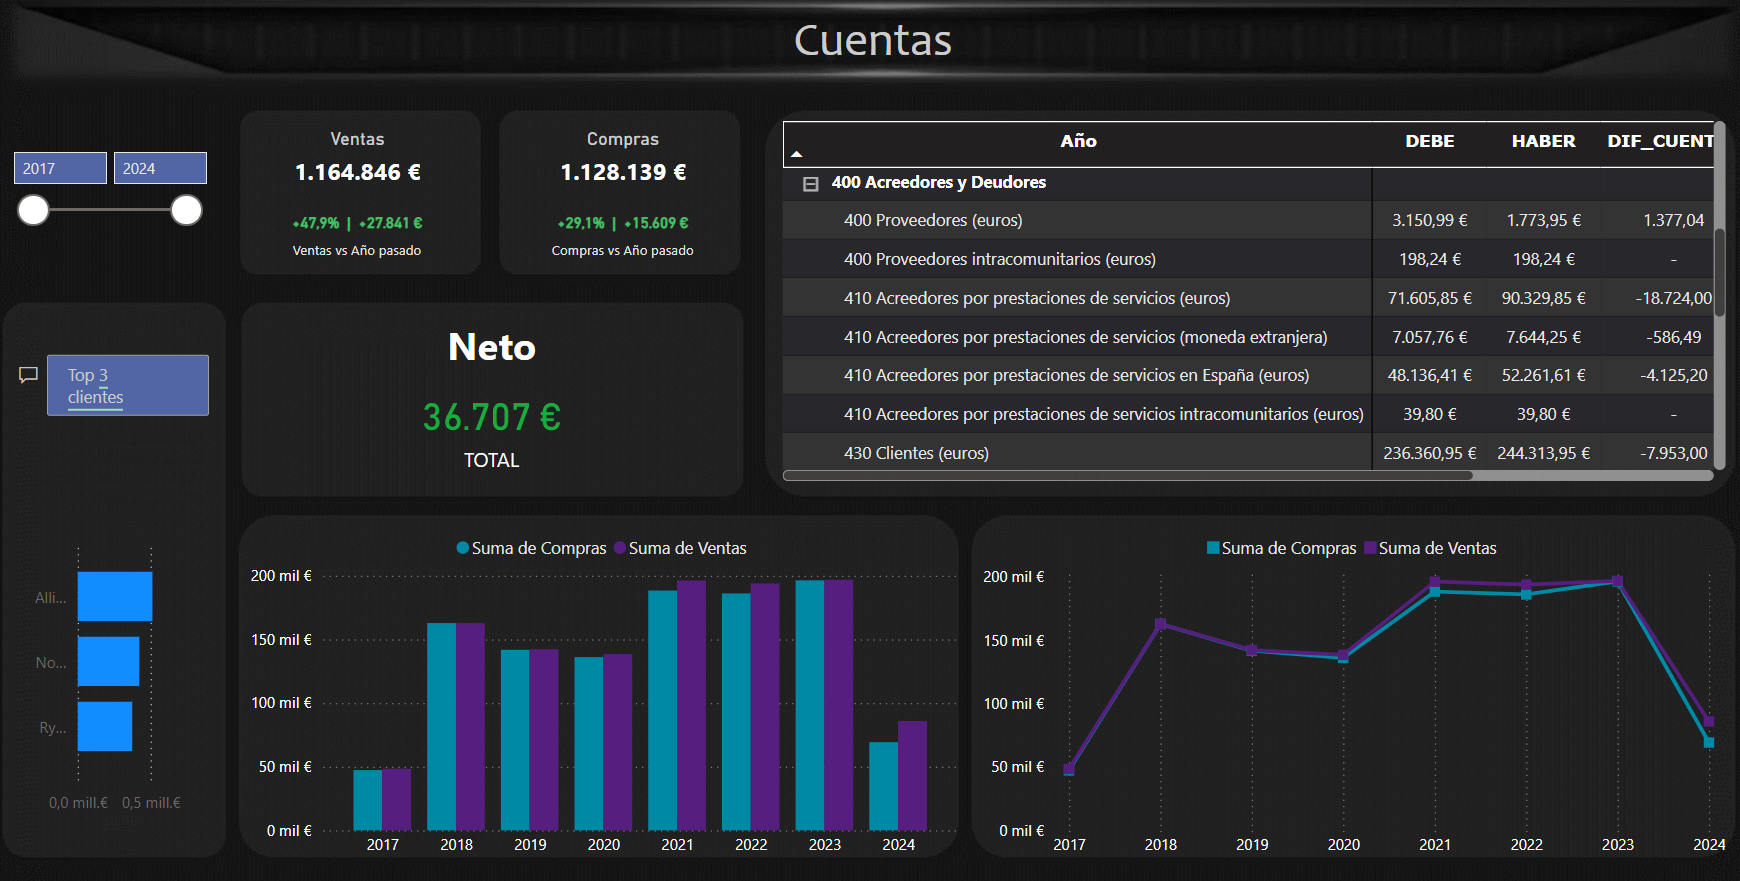 Cuentas
2017
2024
Ventas
1.164.846 €
+47,9% | +27.841 €
Ventas vs Año pasado
Compras
1.128.139 €
+29,1% | +15.609 €
Compras vs Año pasado
Año DEBE HABER DIF_CUENT
400 Acreedores y Deudores
400 Proveedores (euros) 3.150,99 € 1.773,95 € 1.377,04
400 Proveedores intracomunitarios (euros) 198,24 € 198,24 € -
410 Acreedores por prestaciones de servicios (euros) 71.605,85 € 90.329,85 € -18.724,00
410 Acreedores por prestaciones de servicios (moneda extranjera) 7.057,76 € 7.644,25 € -586,49
410 Acreedores por prestaciones de servicios en España (euros) 48.136,41 € 52.261,61 € -4.125,20
410 Acreedores por prestaciones de servicios intracomunitarios (euros) 39,80 € 39,80 € -
430 Clientes (euros) 236.360,95 € 244.313,95 € -7.953,00
Top 3
clientes
Alli...
No...
Ry...
0,0 mill.€ 0,5 mill.€
Neto
36.707 €
TOTAL
Suma de Compras Suma de Ventas
200 mil €
150 mil €
100 mil €
50 mil €
0 mil €
2017 2018 2019 2020 2021 2022 2023 2024
Suma de Compras Suma de Ventas
200 mil €
150 mil €
100 mil €
50 mil €
0 mil €
2017 2018 2019 2020 2021 2022 2023 2024